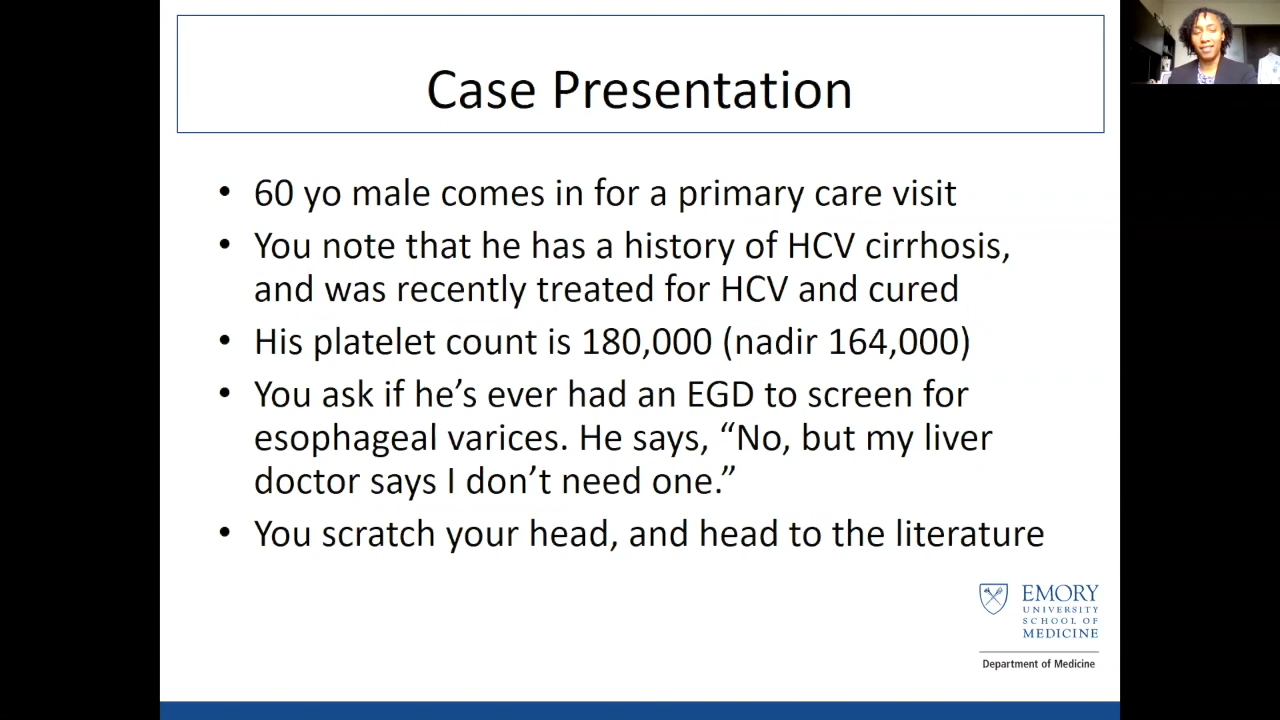 Case Presentation
• 60 yo male comes in for a primary care visit
• You note that he has a history of HCV cirrhosis,
and was recently treated for HCV and cured
• His platelet count is 180,000 (nadir 164,000)
• You ask if he’s ever had an EGD to screen for
esophageal varices. He says, “No, but my liver
doctor says I don’t need one.”
• You scratch your head, and head to the literature
EMORY
UNIVERSITY
SCHOOL OF
MEDICINE
Department of Medicine